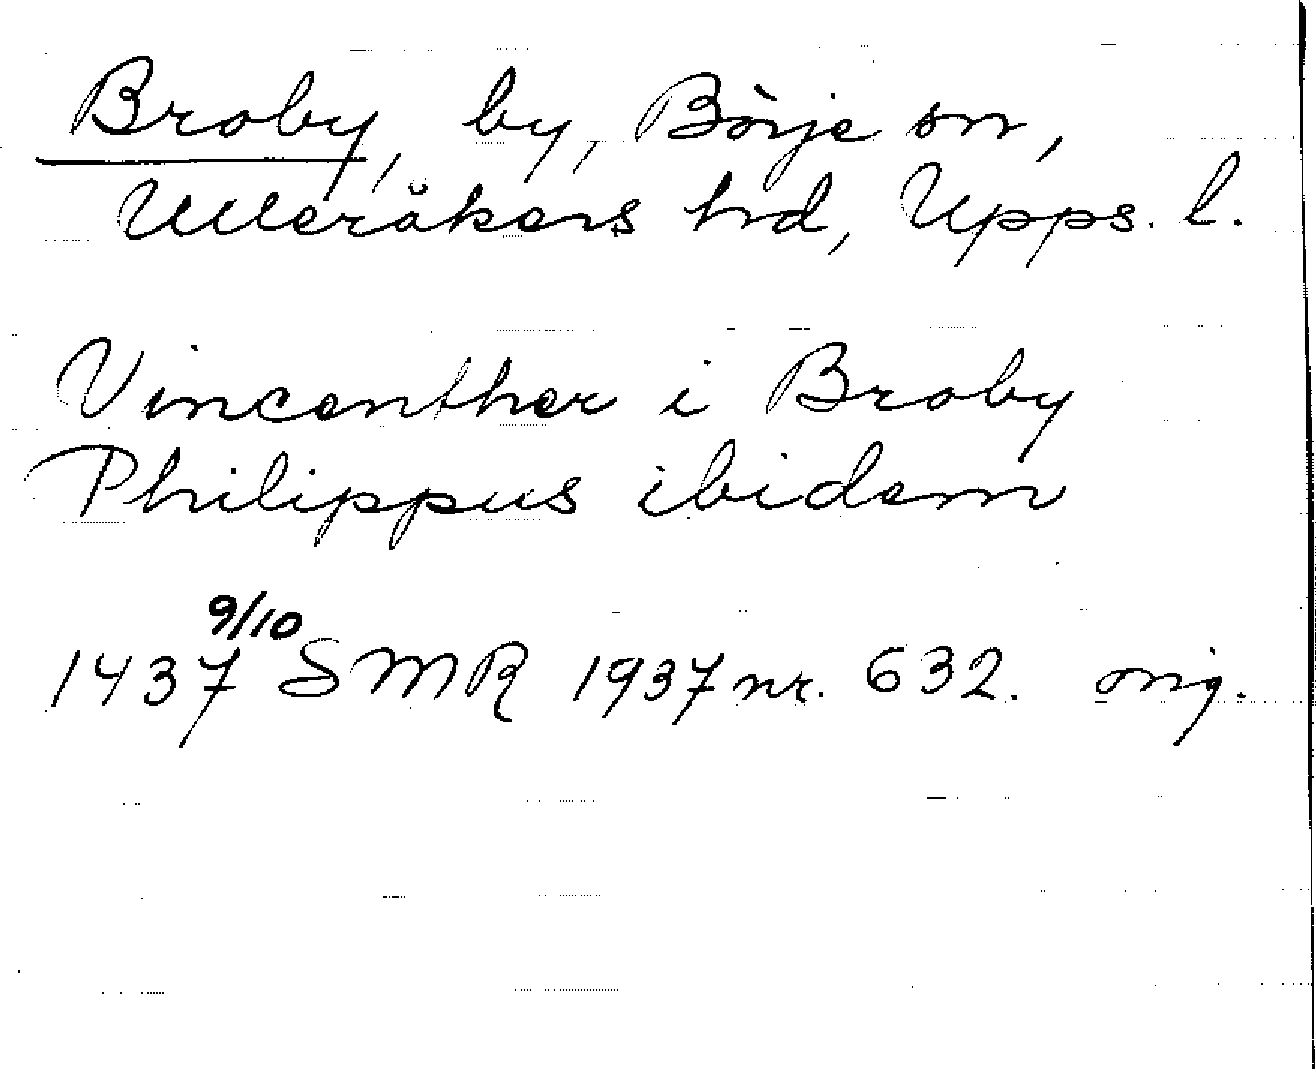 Broby, by, Börje sn,
Ulleråkers hd, Upps. l.
Vincenther i Broby
Philippus ibidem
1437 9/10 SMR 1937 nr. 632. orig.